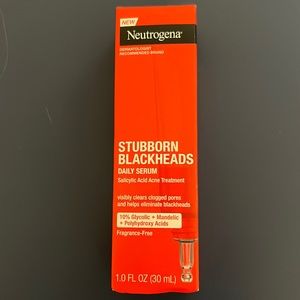 NEW
Neutrogena®
DERMATOLOGIST
RECOMMENDED BRAND
STUBBORN
BLACKHEADS
DAILY SERUM
Salicylic Acid Acne Treatment
visibly clears clogged pores
and helps eliminate blackheads
10% Glycolic + Mandelic
+ Polyhydroxy Acids
Fragrance-Free
1.0 FL OZ (30 mL)